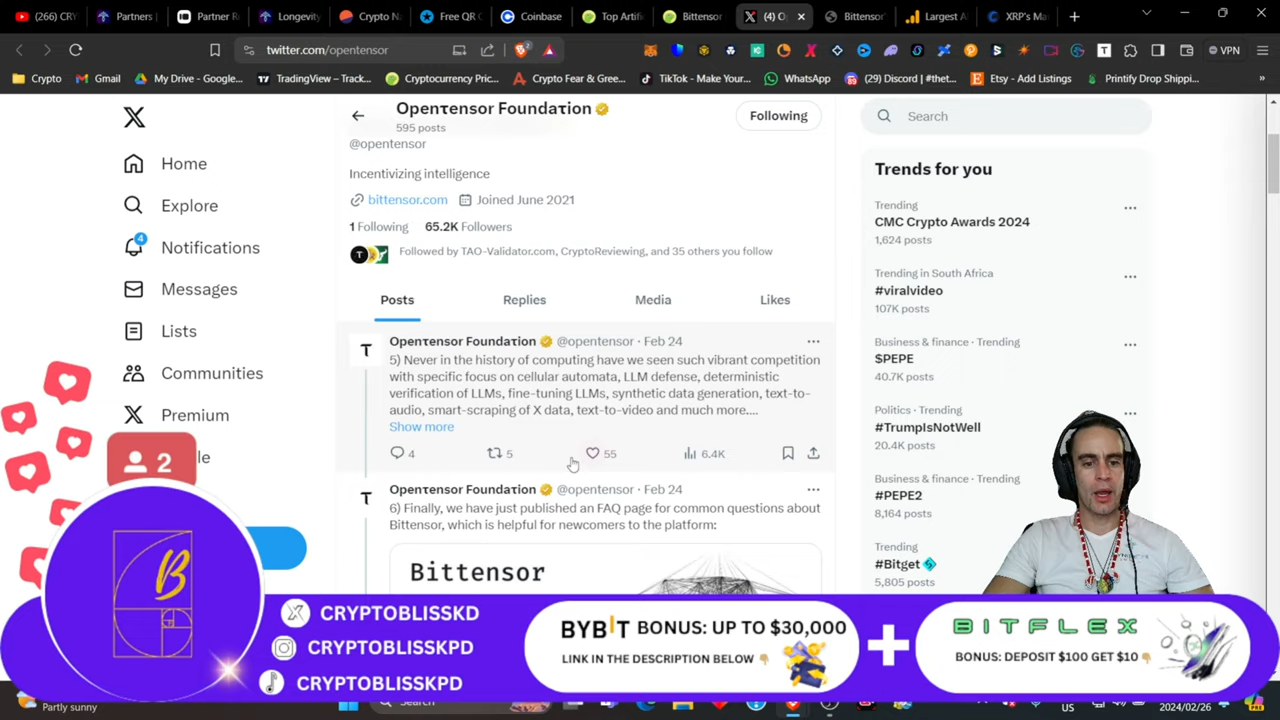 (266) CRY
Partners |
Partner Re
Longevity
Crypto Na
Free QR C
Coinbase
Top Artifi
Bittensor
(4) O
Bittensor
Largest A
XRP's Ma
twitter.com/opentensor
VPN
Crypto
Gmail
My Drive - Google...
TradingView – Track...
Cryptocurrency Pric...
Crypto Fear & Gree...
TikTok - Make Your...
WhatsApp
(29) Discord | #thet...
Etsy - Add Listings
Printify Drop Shippi...
Home
Explore
4
Notifications
Messages
Lists
Communities
Premium
Openτensor Foundaτion
595 posts
Following
@opentensor
Incentivizing intelligence
bittensor.com Joined June 2021
1 Following 65.2K Followers
Followed by TAO-Validator.com, CryptoReviewing, and 35 others you follow
Posts Replies Media Likes
Openτensor Foundaτion @opentensor · Feb 24
5) Never in the history of computing have we seen such vibrant competition
with specific focus on cellular automata, LLM defense, deterministic
verification of LLMs, fine-tuning LLMs, synthetic data generation, text-to-
audio, smart-scraping of X data, text-to-video and much more....
Show more
4 5 55 6.4K
Openτensor Foundaτion @opentensor · Feb 24
6) Finally, we have just published an FAQ page for common questions about
Bittensor, which is helpful for newcomers to the platform:
Bittensor
Search
Trends for you
Trending
CMC Crypto Awards 2024
1,624 posts
Trending in South Africa
#viralvideo
107K posts
Business & finance · Trending
$PEPE
40.7K posts
Politics · Trending
#TrumpIsNotWell
20.4K posts
Business & finance · Trending
#PEPE2
8,164 posts
Trending
#Bitget
5,805 posts
2
B
CRYPTOBLISSKD
CRYPTOBLISSKPD
CRYPTOBLISSKPD
BYBIT BONUS: UP TO $30,000
LINK IN THE DESCRIPTION BELOW
BITFLEX
BONUS: DEPOSIT $100 GET $10
Partly sunny
Search
US
2024/02/26